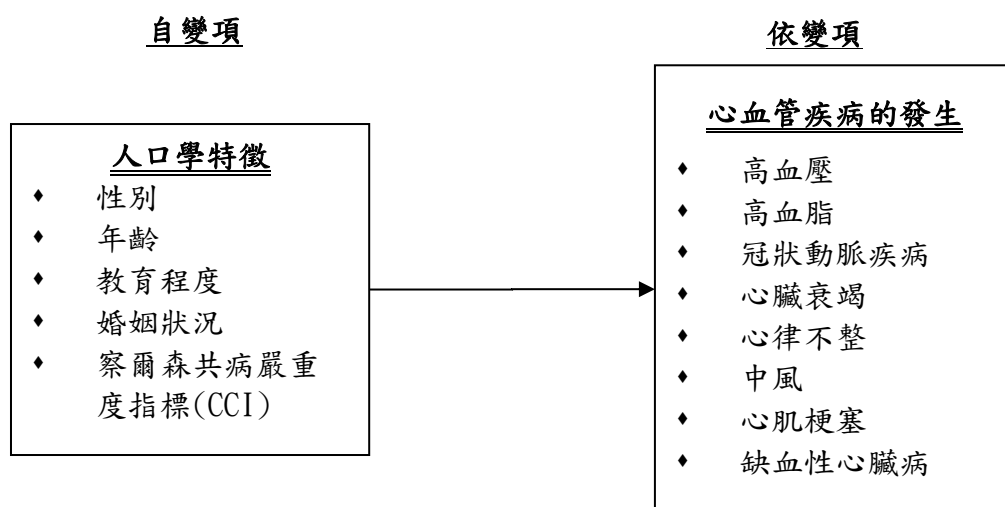 自變項
人口學特徵
♦ 性別
♦ 年齡
♦ 教育程度
♦ 婚姻狀況
♦ 察爾森共病嚴重
度指標(CCI)
依變項
心血管疾病的發生
♦ 高血壓
♦ 高血脂
♦ 冠狀動脈疾病
♦ 心臟衰竭
♦ 心律不整
♦ 中風
♦ 心肌梗塞
♦ 缺血性心臟病